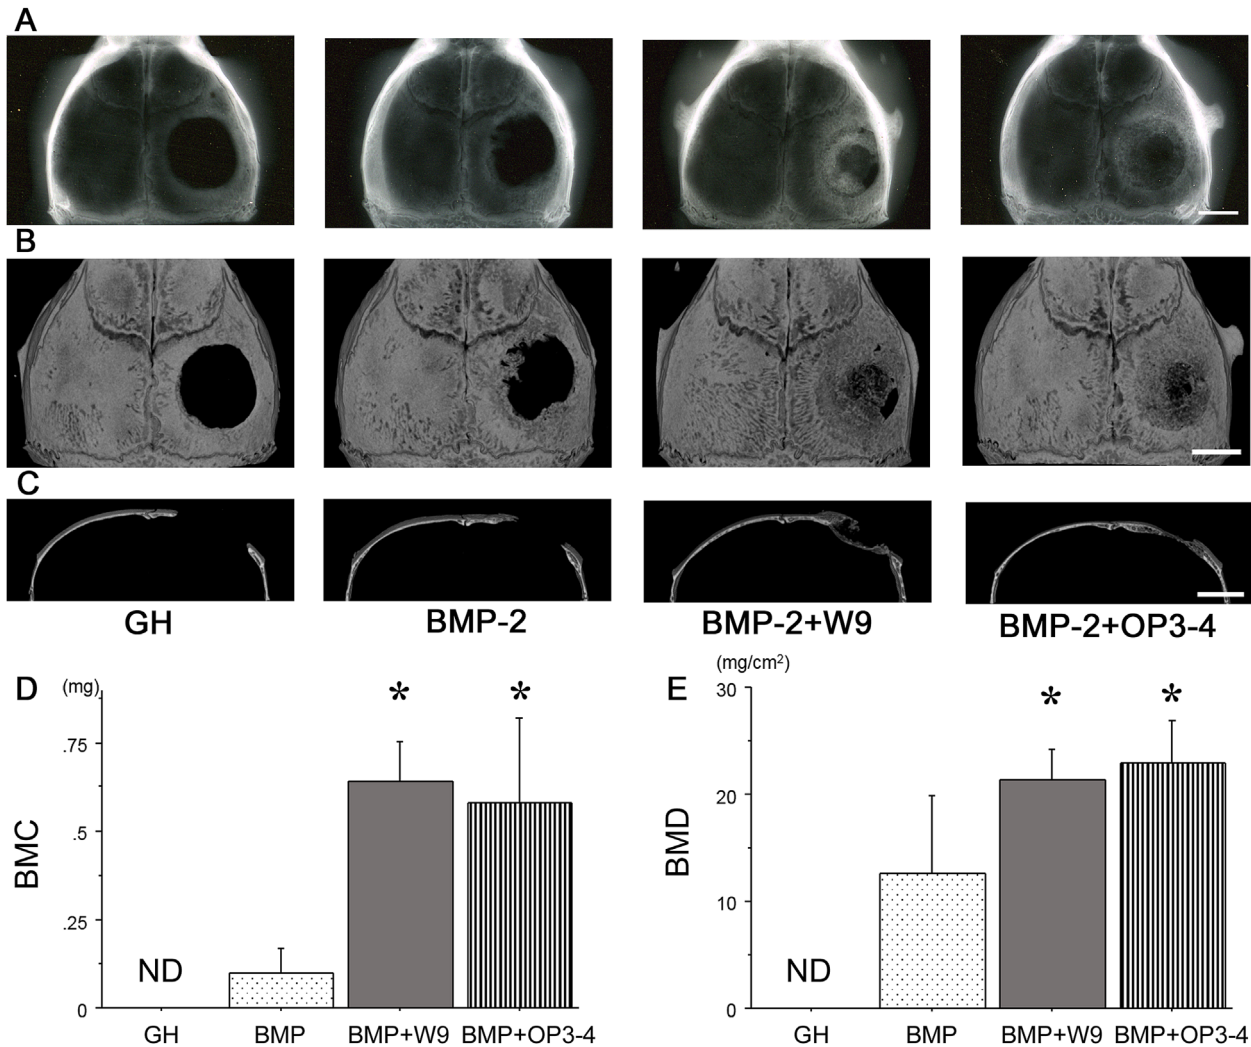 A
B
C
GH
BMP-2
BMP-2+W9
BMP-2+OP3-4
D
(mg)
*
*
.75
.5
.25
0
BMC
ND
GH
BMP
BMP+W9
BMP+OP3-4
E
(mg/cm²)
*
*
30
20
10
0
BMD
ND
GH
BMP
BMP+W9
BMP+OP3-4